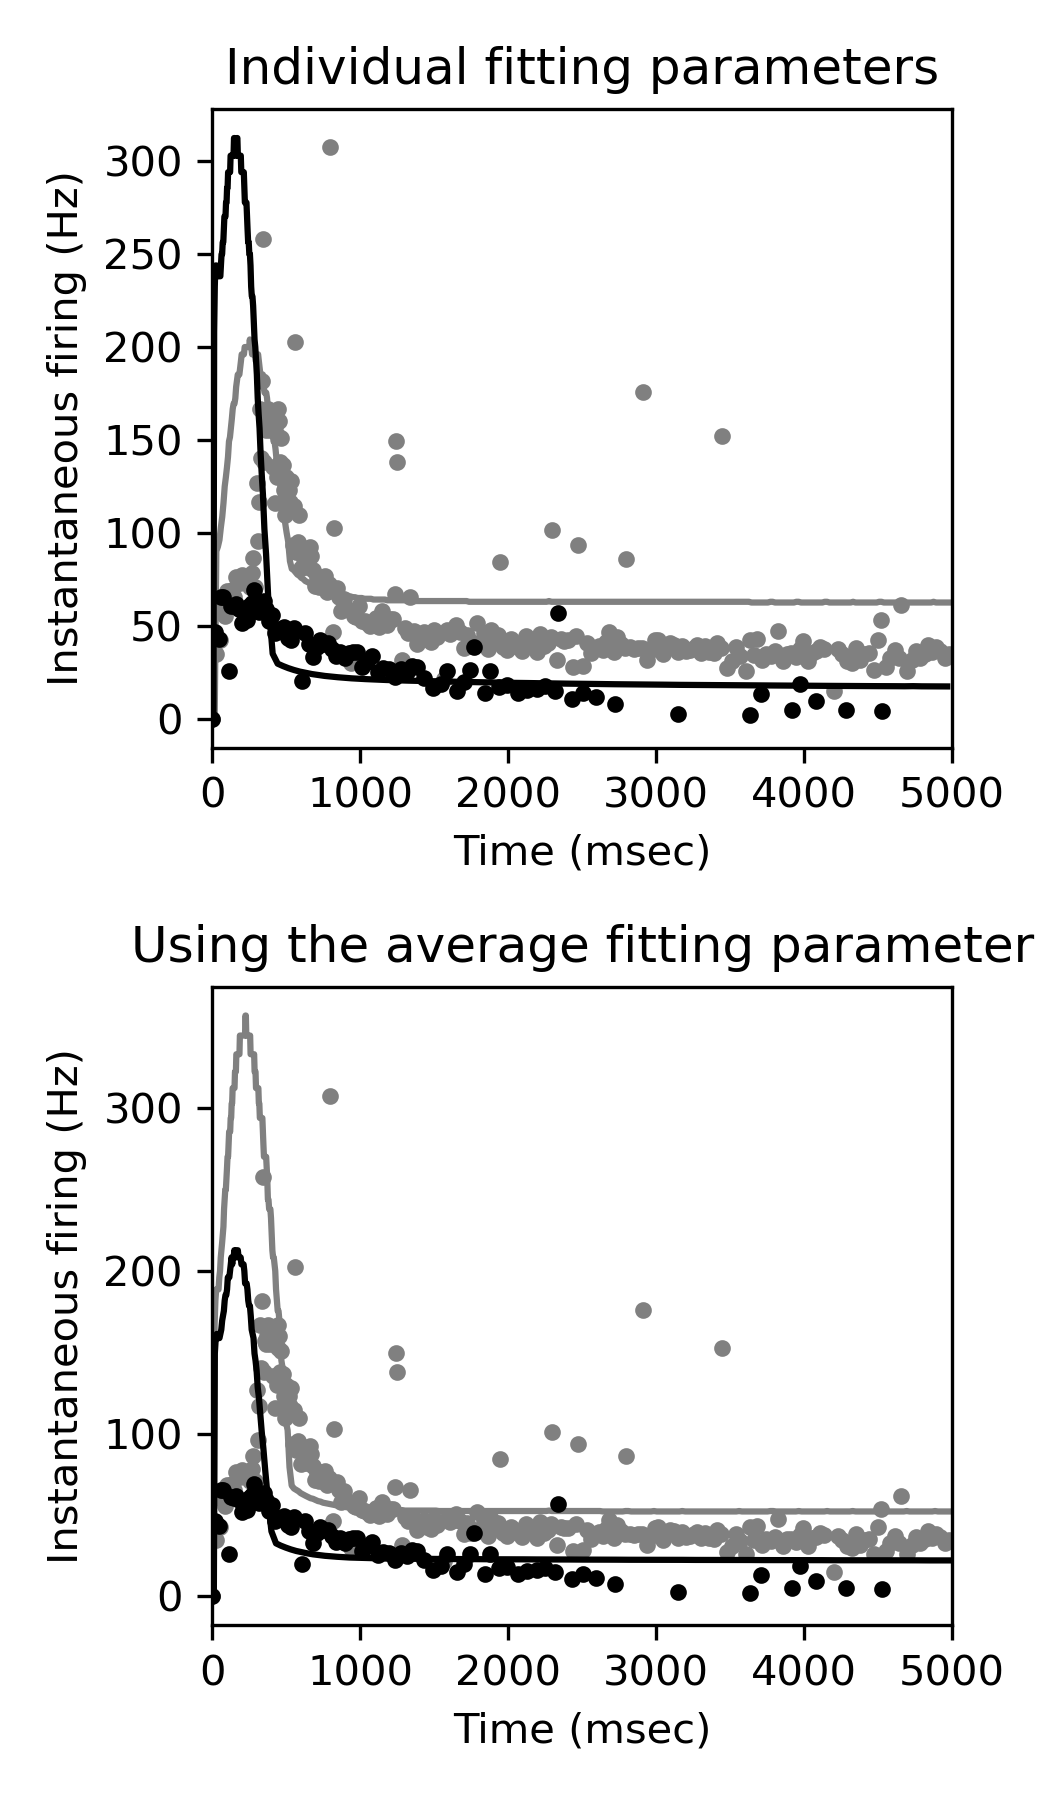 Individual fitting parameters
Instantaneous firing (Hz)
300
250
200
150
100
50
0
0 1000 2000 3000 4000 5000
Time (msec)
Using the average fitting parameter
Instantaneous firing (Hz)
300
200
100
0
0 1000 2000 3000 4000 5000
Time (msec)